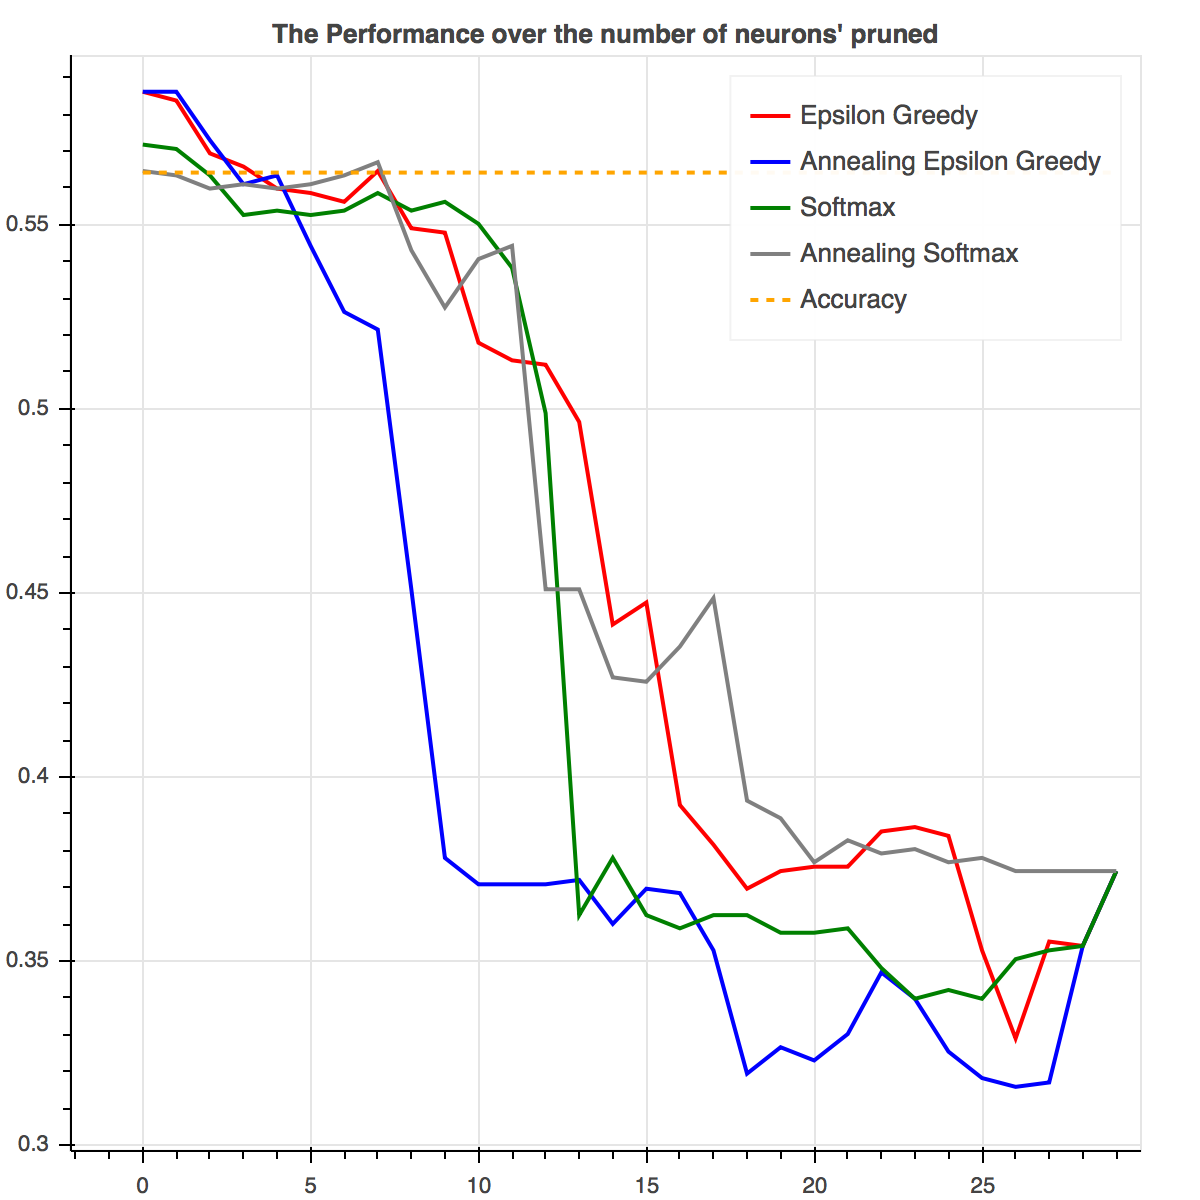 The Performance over the number of neurons' pruned
Epsilon Greedy
Annealing Epsilon Greedy
Softmax
Annealing Softmax
Accuracy
0.55
0.5
0.45
0.4
0.35
0.3
0 5 10 15 20 25